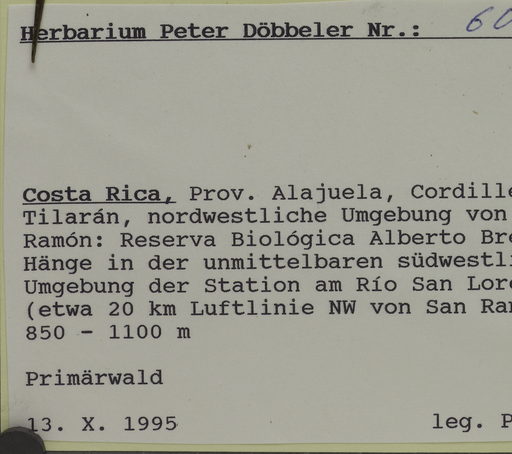 Herbarium Peter Döbbeler Nr.: 60
Costa Rica, Prov. Alajuela, Cordille
Tilarán, nordwestliche Umgebung von
Ramón: Reserva Biológica Alberto Bre
Hänge in der unmittelbaren südwestli
Umgebung der Station am Río San Lore
(etwa 20 km Luftlinie NW von San Ram
850 - 1100 m
Primärwald
13. X. 1995 leg. P